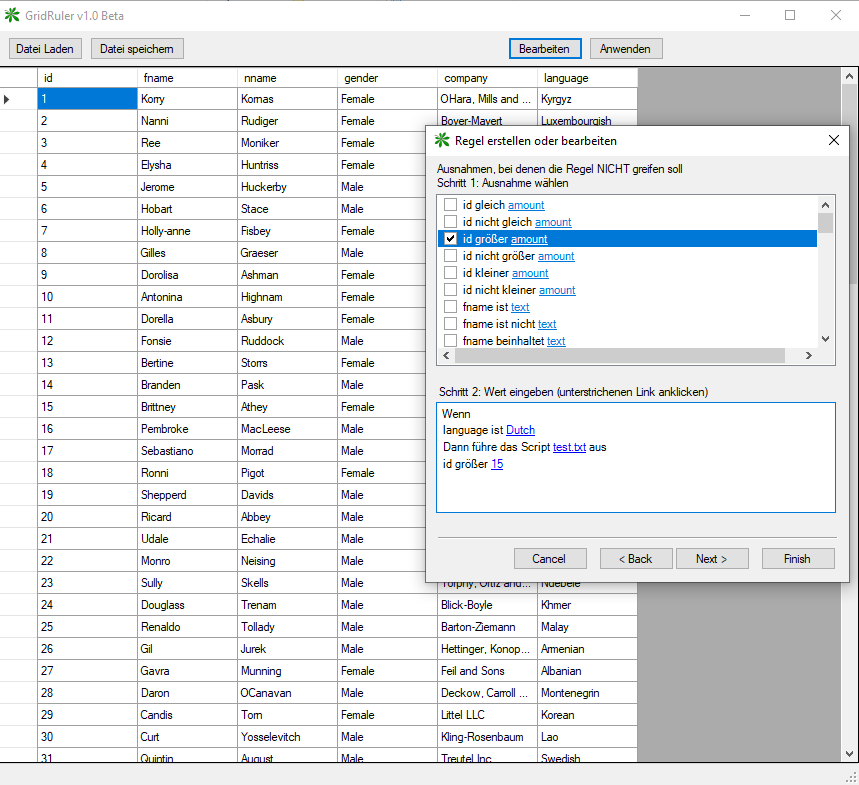 GridRuler v1.0 Beta
Datei Laden Datei speichern Bearbeiten Anwenden
id fname nname gender company language
1 Korry Kornas Female OHara, Mills and ... Kyrgyz
2 Nanni Rudiger Female Boyer-Mayert Luxembourgish
3 Ree Moniker Female
4 Elysha Huntriss Female
5 Jerome Huckerby Male
6 Hobart Stace Male
7 Holly-anne Fisbey Female
8 Gilles Graeser Male
9 Dorolisa Ashman Female
10 Antonina Highnam Female
11 Dorella Asbury Female
12 Fonsie Ruddock Male
13 Bertine Storrs Female
14 Branden Pask Male
15 Brittney Athey Female
16 Pembroke MacLeese Male
17 Sebastiano Morrad Male
18 Ronni Pigot Female
19 Shepperd Davids Male
20 Ricard Abbey Male
21 Udale Echalie Male
22 Monro Neising Male
23 Sully Skells Male Torphy, Ortiz and... Ndebele
24 Douglass Trenam Male Blick-Boyle Khmer
25 Renaldo Tollady Male Barton-Ziemann Malay
26 Gil Jurek Male Hettinger, Konop... Armenian
27 Gavra Munning Female Feil and Sons Albanian
28 Daron OCanavan Male Deckow, Carroll ... Montenegrin
29 Candis Tom Female Littel LLC Korean
30 Curt Yosselevitch Male Kling-Rosenbaum Lao
31 Quintin August Male Treutel Inc Swedish
Regel erstellen oder bearbeiten
Ausnahmen, bei denen die Regel NICHT greifen soll
Schritt 1: Ausnahme wählen
id gleich amount
id nicht gleich amount
id größer amount
id nicht größer amount
id kleiner amount
id nicht kleiner amount
fname ist text
fname ist nicht text
fname beinhaltet text
Schritt 2: Wert eingeben (unterstrichenen Link anklicken)
Wenn
language ist Dutch
Dann führe das Script test.txt aus
id größer 15
Cancel < Back Next > Finish